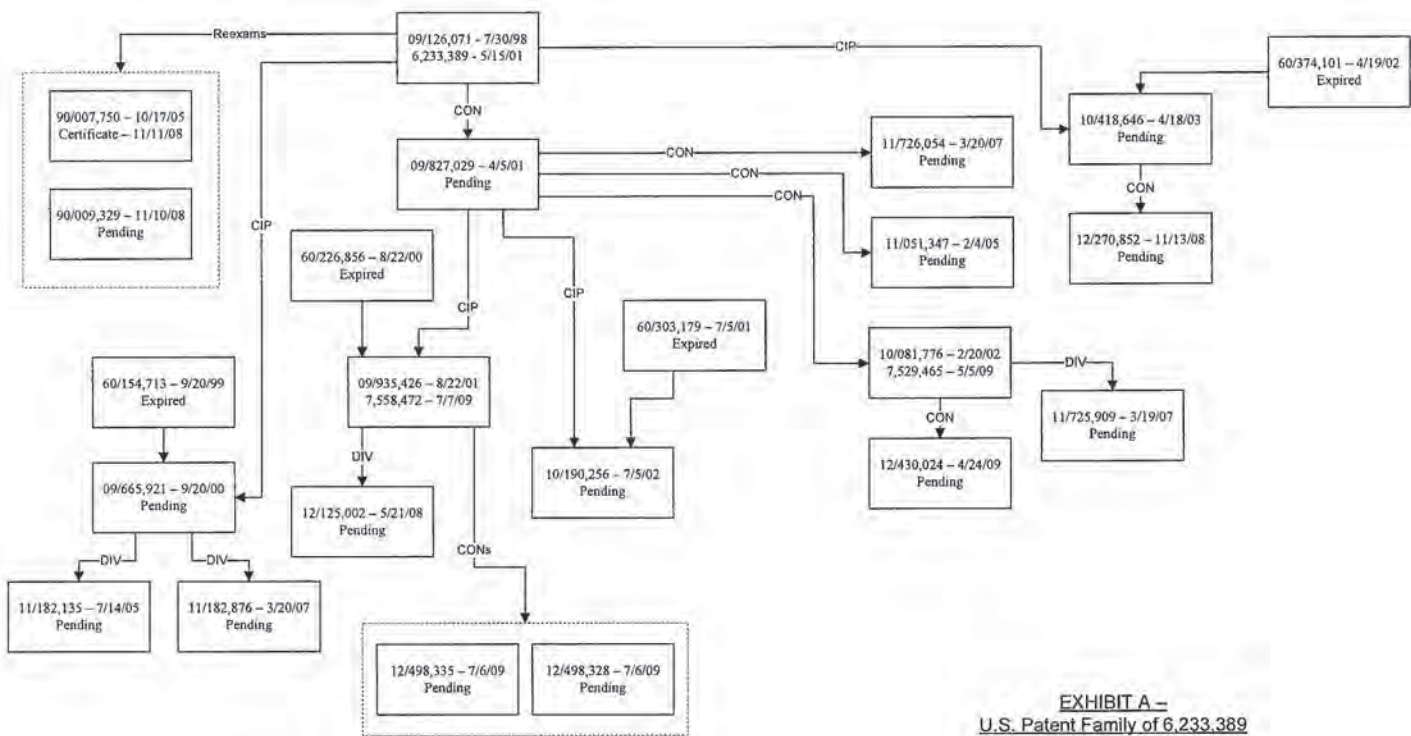 Reexams
09/126,071 - 7/30/98
6,233,389 - 5/15/01
CIP
60/374,101 – 4/19/02
Expired
90/007,750 – 10/17/05
Certificate – 11/11/08
90/009,329 – 11/10/08
Pending
CON
10/418,646 – 4/18/03
Pending
09/827,029 – 4/5/01
Pending
CON
11/726,054 – 3/20/07
Pending
CON
CON
CON
12/270,852 – 11/13/08
Pending
11/051,347 – 2/4/05
Pending
CIP
60/226,856 – 8/22/00
Expired
CIP
CIP
60/303,179 – 7/5/01
Expired
10/081,776 – 2/20/02
7,529,465 – 5/5/09
DIV
11/725,909 – 3/19/07
Pending
CON
12/430,024 – 4/24/09
Pending
60/154,713 – 9/20/99
Expired
09/935,426 – 8/22/01
7,558,472 – 7/7/09
10/190,256 – 7/5/02
Pending
09/665,921 – 9/20/00
Pending
DIV
12/125,002 – 5/21/08
Pending
CONs
DIV
DIV
11/182,135 – 7/14/05
Pending
11/182,876 – 3/20/07
Pending
12/498,335 – 7/6/09
Pending
12/498,328 – 7/6/09
Pending
EXHIBIT A –
U.S. Patent Family of 6,233,389